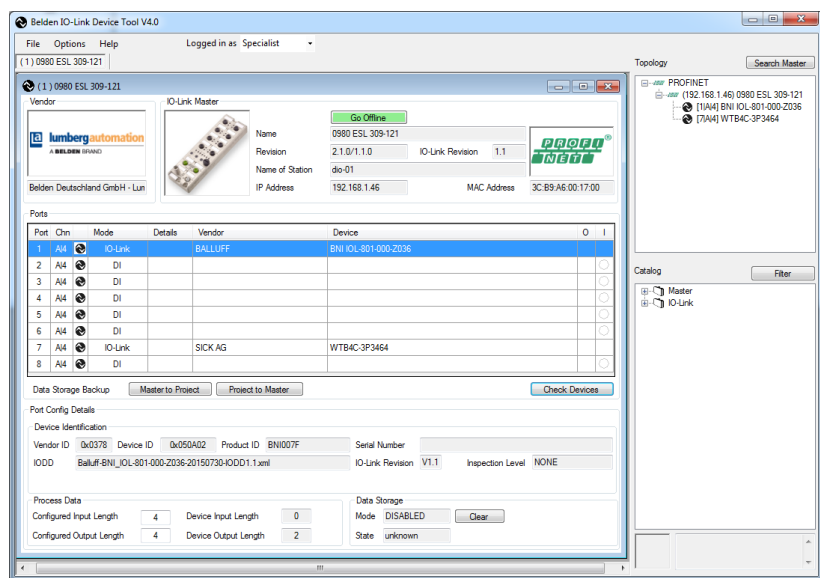 Belden IO-Link Device Tool V4.0
File Options Help Logged in as Specialist
(1) 0980 ESL 309-121
(1) 0980 ESL 309-121
Vendor
lumbergautomation
A BELDEN BRAND
Belden Deutschland GmbH - Lun
IO-Link Master
Go Offline
Name 0980 ESL 309-121
Revision 2.1.0/1.1.0 IO-Link Revision 1.1
Name of Station dio-01
IP Address 192.168.1.46 MAC Address 3C:B9:A6:00:17:00
PROFI
NET
Ports
Port Chn Mode Details Vendor Device O I
1 A|4 IO-Link BALLUFF BNI IOL-801-000-Z036
2 A|4 DI
3 A|4 DI
4 A|4 DI
5 A|4 DI
6 A|4 DI
7 A|4 IO-Link SICK AG WTB4C-3P3464
8 A|4 DI
Data Storage Backup Master to Project Project to Master Check Devices
Port Config Details
Device Identification
Vendor ID 0x0378 Device ID 0x050A02 Product ID BNI007F Serial Number
IODD Balluff-BNI_IOL-801-000-Z036-20150730-IODD1.1.xml IO-Link Revision V1.1 Inspection Level NONE
Process Data
Configured Input Length 4 Device Input Length 0
Configured Output Length 4 Device Output Length 2
Data Storage
Mode DISABLED Clear
State unknown
Topology Search Master
PROFINET
(192.168.1.46) 0980 ESL 309-121
[1|A|4] BNI IOL-801-000-Z036
[7|A|4] WTB4C-3P3464
Catalog Filter
Master
IO-Link